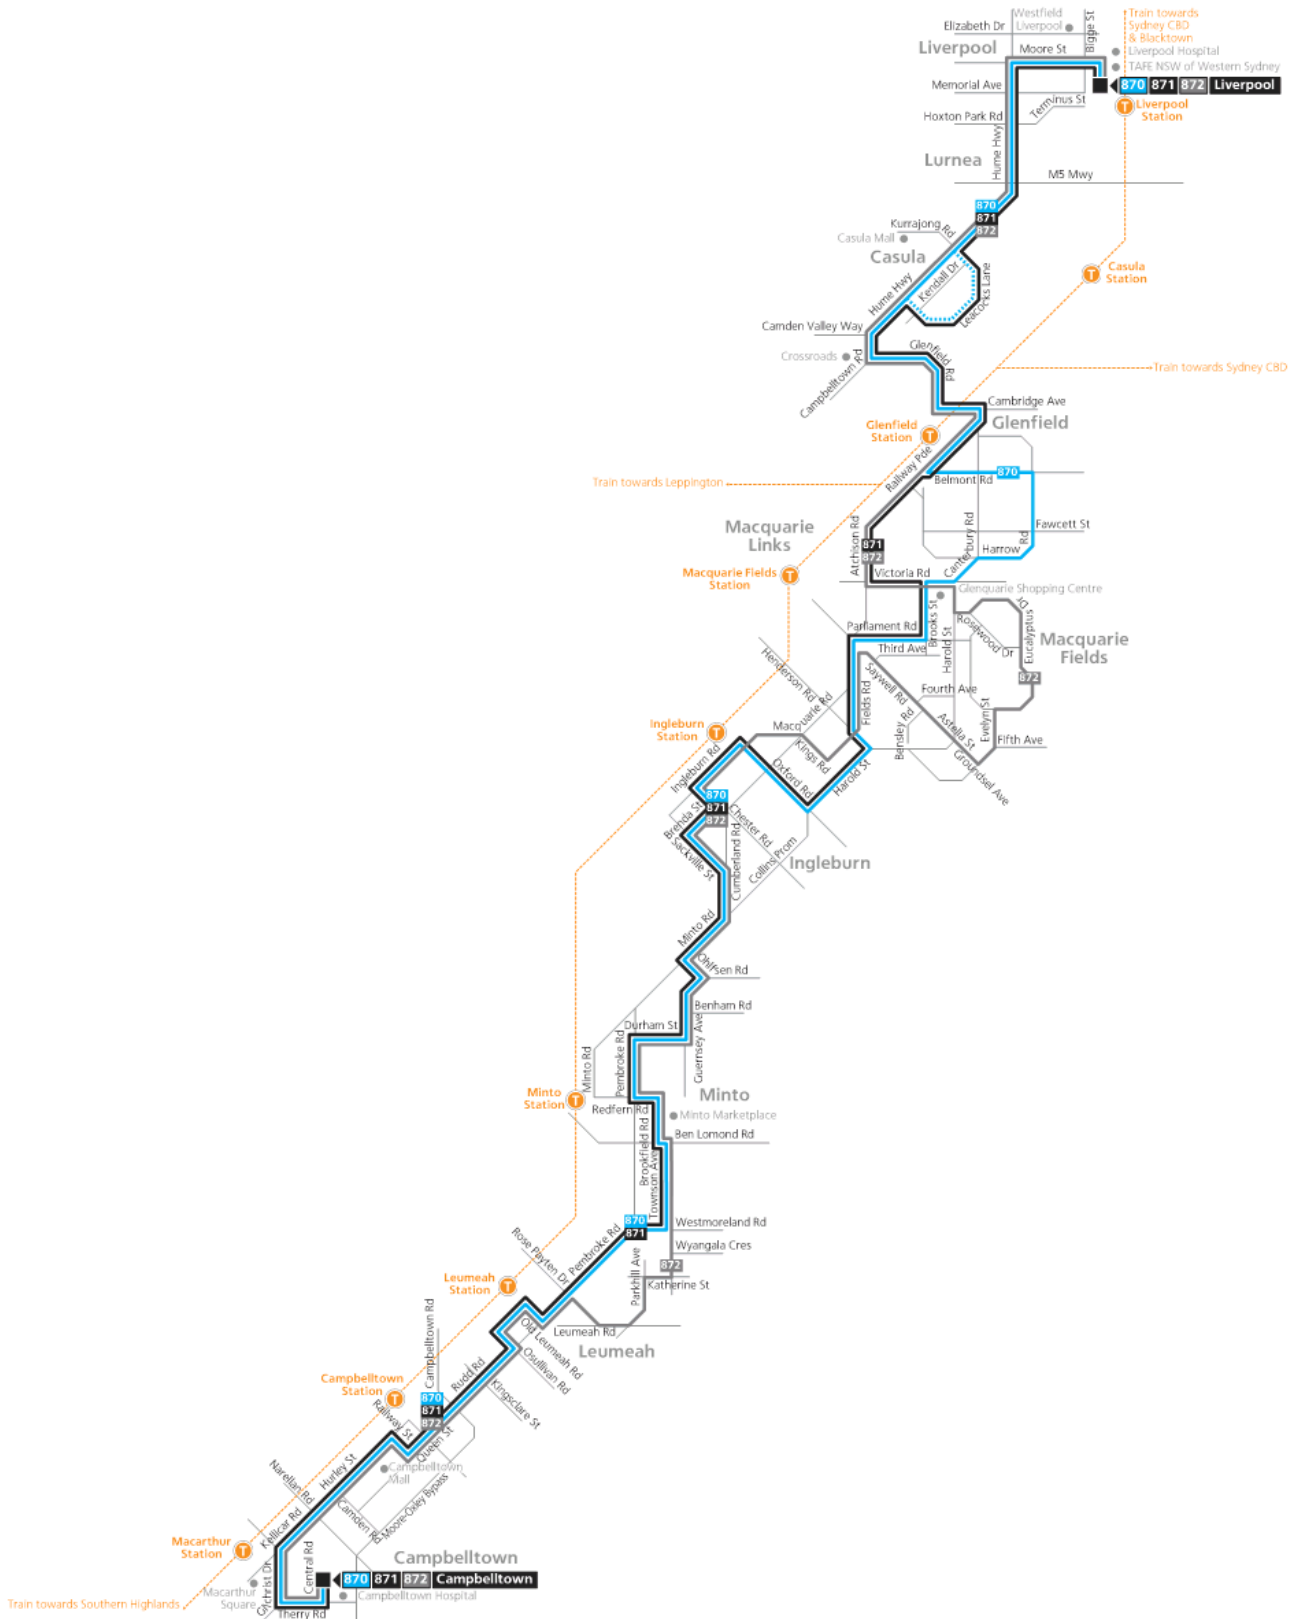 Westfield
Liverpool
Elizabeth Dr
Bigge St
Train towards
Sydney CBD
& Blacktown
Liverpool
Moore St
Liverpool Hospital
TAFE NSW of Western Sydney
Memorial Ave
870 871 872 Liverpool
Terminus St
Liverpool
Station
Hoxton Park Rd
Hume Hwy
Lurnea
M5 Mwy
870
871
872
Kurrajong Rd
Casula Mall
Casula
Casula
Station
Kendall Dr
Leacocks Lane
Hume Hwy
Camden Valley Way
Glenfield Rd
Crossroads
Campbelltown Rd
Train towards Sydney CBD
Cambridge Ave
Glenfield
Glenfield
Station
Railway Pde
870
Belmont Rd
Train towards Leppington
Macquarie
Links
Atchison Rd
Canterbury Rd
Fawcett St
871
872
Harrow Rd
Macquarie Fields
Station
Victoria Rd
Glenquarie Shopping Centre
Brooks St
Harold St
Rosewood Dr
Eucalyptus Dr
Parliament Rd
Macquarie
Fields
Third Ave
Henderson Rd
Saywell Rd
872
Fields Rd
Fourth Ave
Macquarie Rd
Bensley Rd
Astelia St
Evelyn St
Ingleburn
Station
Fifth Ave
Kings Rd
Ingleburn Rd
Oxford Rd
Harold St
Groundsel Ave
870
871
872
Brenda St
Chester Rd
Sackville St
Cumberland Rd
Collins Prom
Ingleburn
Minto Rd
Ohlfsen Rd
Benham Rd
Durham St
Guernsey Ave
Minto Rd
Pembroke Rd
Minto
Station
Minto
Redfern Rd
Minto Marketplace
Ben Lomond Rd
Brookfield Rd
Townson Ave
870
871
Westmoreland Rd
Rose Payten Dr
Pembroke Rd
Wyangala Cres
872
Parkhill Ave
Katherine St
Leumeah
Station
Leumeah Rd
Leumeah
Old Leumeah Rd
Osullivan Rd
Campbelltown Rd
Rudd Rd
Kingsclare St
Campbelltown
Station
870
871
872
Railway St
Queen St
Hurley St
Campbelltown
Mall
Narellan Rd
Camden Rd
Moore-Oxley Bypass
Kellicar Rd
Macarthur
Station
Central Rd
Campbelltown
870 871 872 Campbelltown
Gilchrist Dr
Macarthur
Square
Campbelltown Hospital
Train towards Southern Highlands
Therry Rd